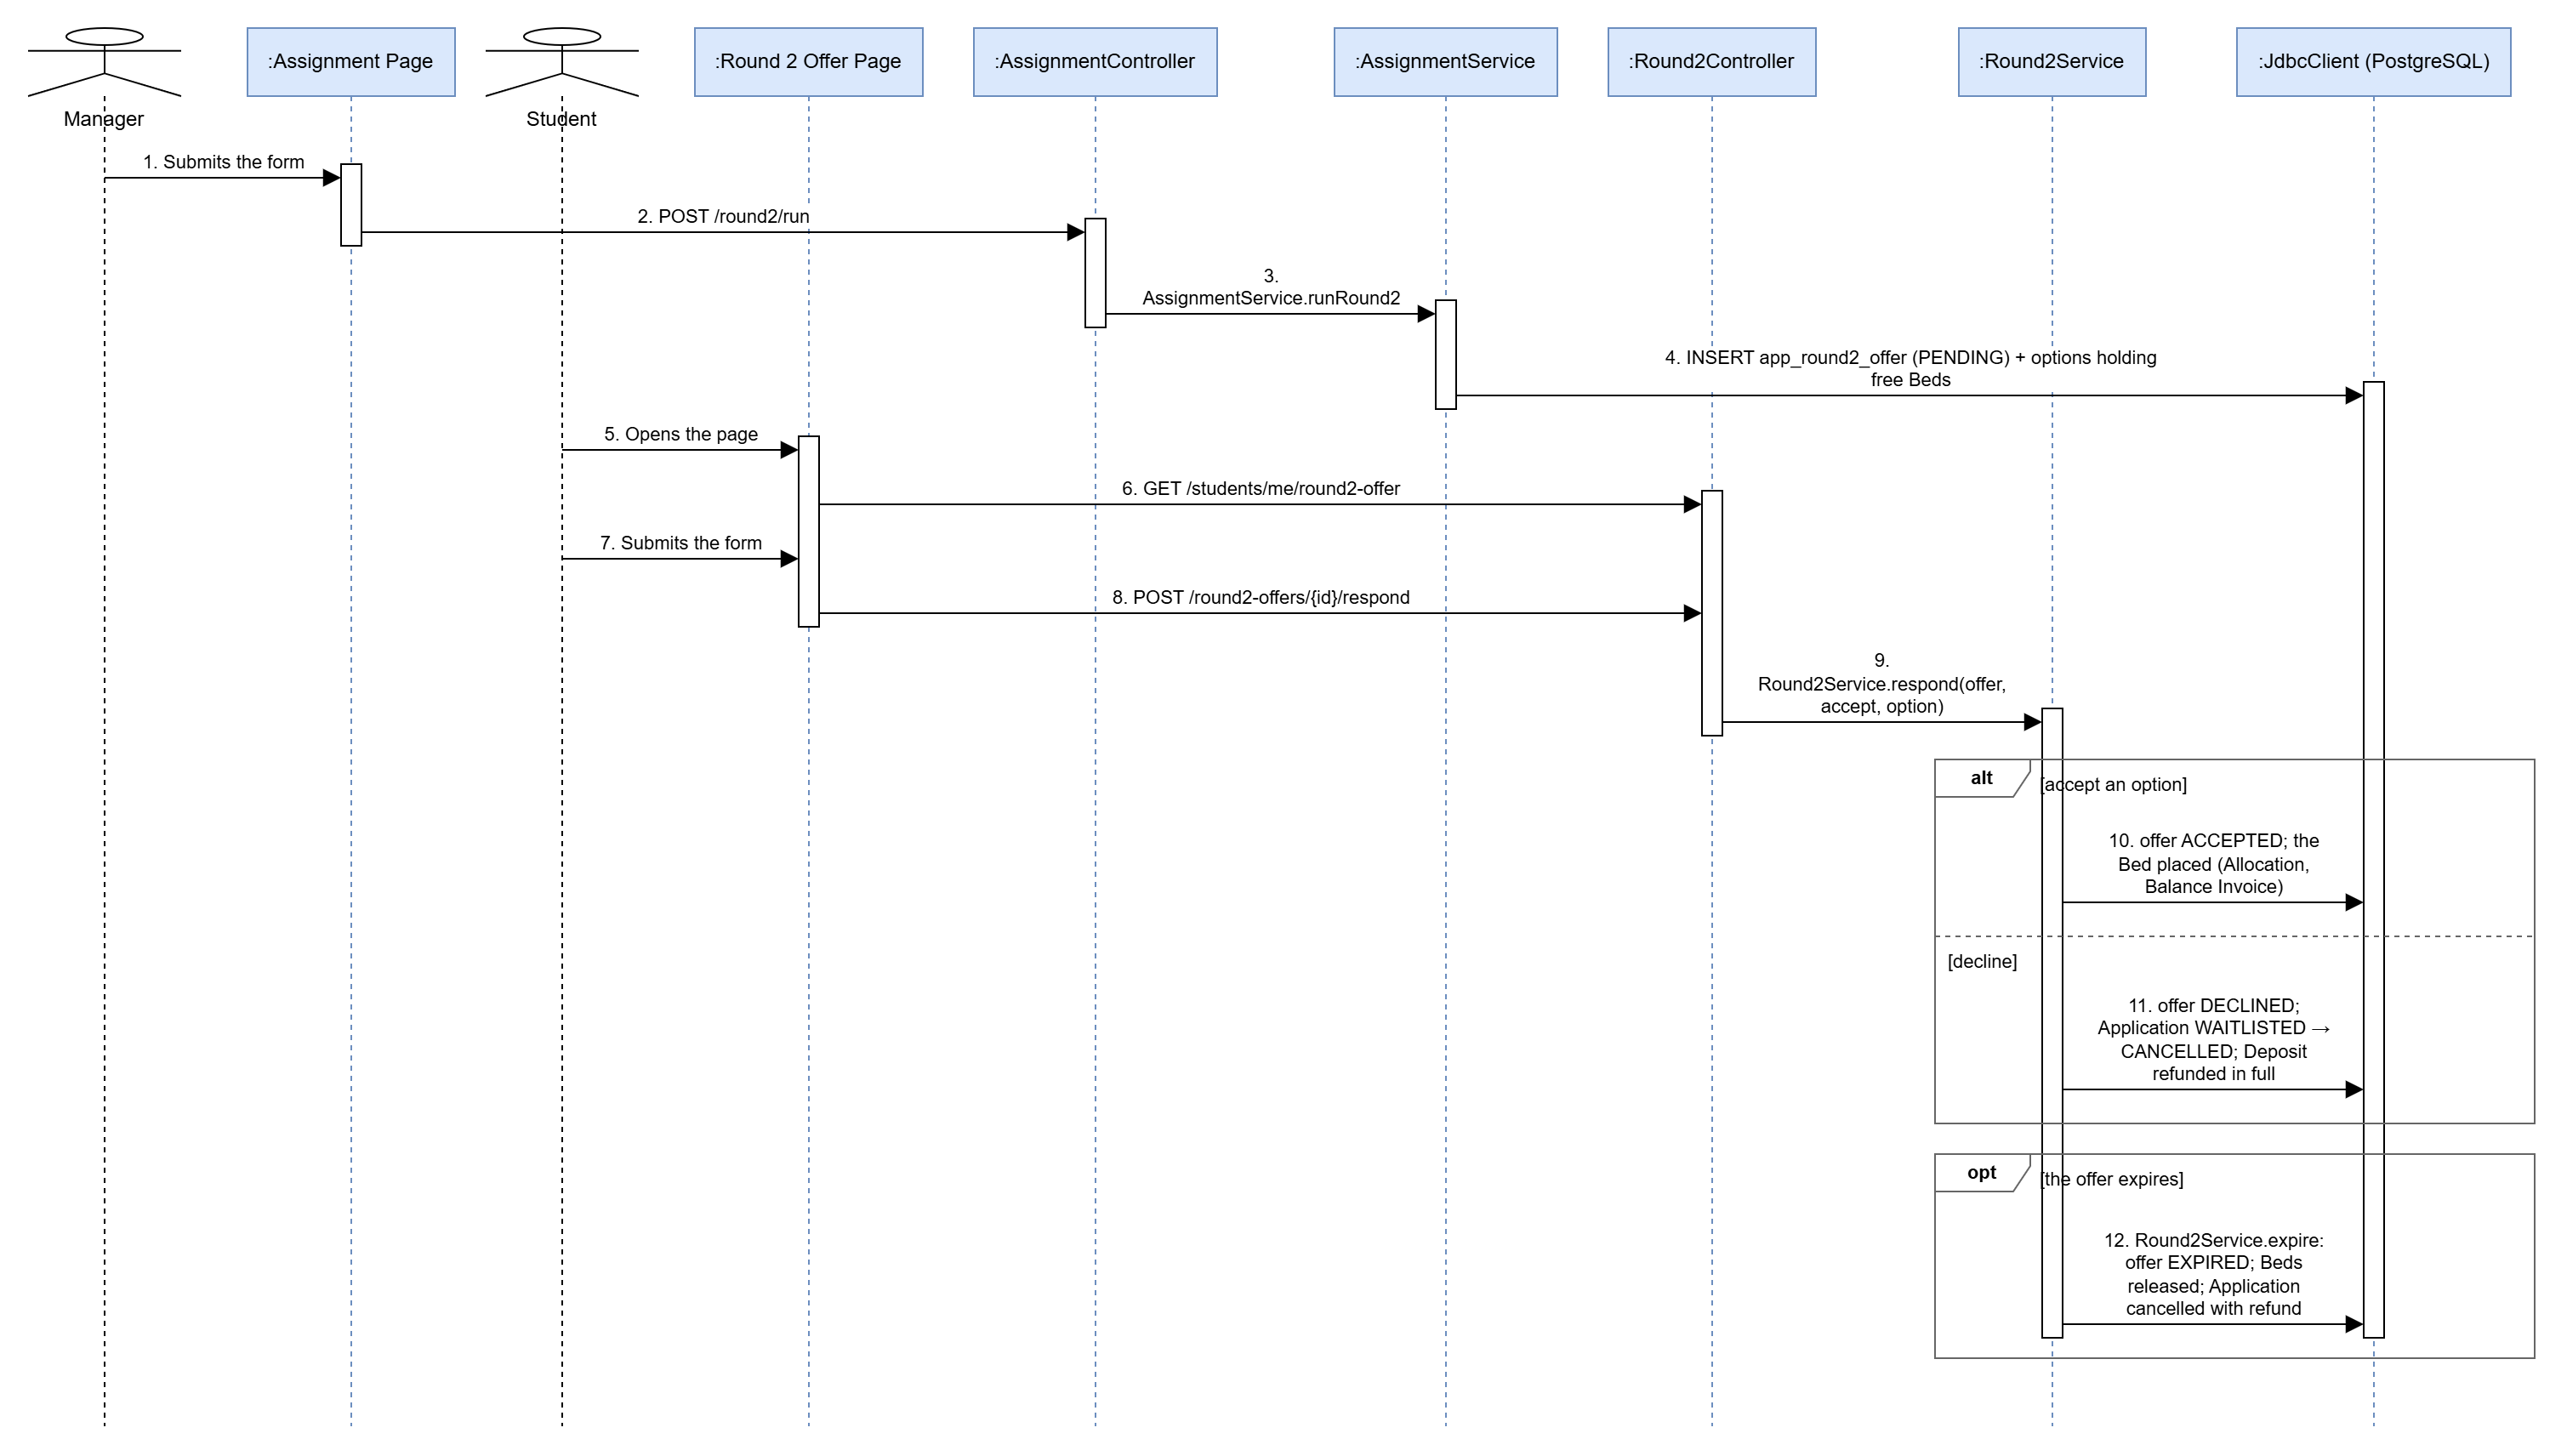 :Assignment Page
:Round 2 Offer Page
:AssignmentController
:AssignmentService
:Round2Controller
:Round2Service
:JdbcClient (PostgreSQL)
Manager
Student
1. Submits the form
2. POST /round2/run
3.
AssignmentService.runRound2
4. INSERT app_round2_offer (PENDING) + options holding
free Beds
5. Opens the page
6. GET /students/me/round2-offer
7. Submits the form
8. POST /round2-offers/{id}/respond
9.
Round2Service.respond(offer,
accept, option)
alt
[accept an option]
10. offer ACCEPTED; the
Bed placed (Allocation,
Balance Invoice)
[decline]
11. offer DECLINED;
Application WAITLISTED →
CANCELLED; Deposit
refunded in full
opt
[the offer expires]
12. Round2Service.expire:
offer EXPIRED; Beds
released; Application
cancelled with refund